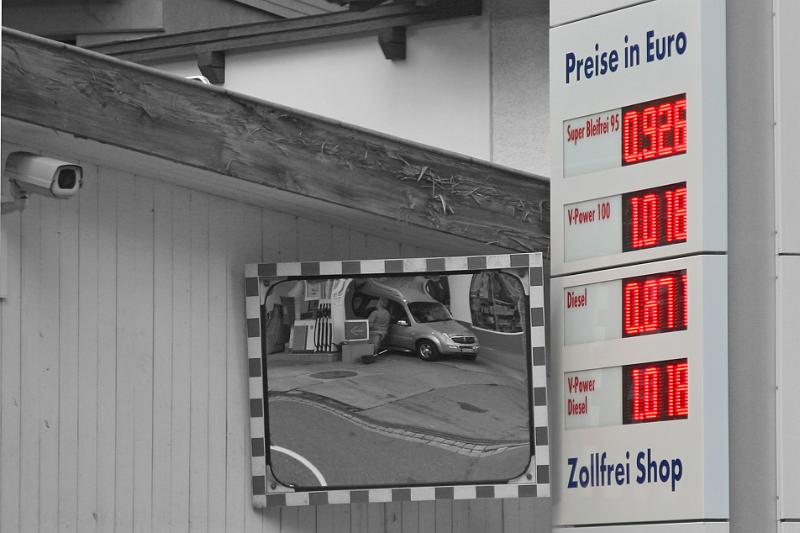 Preise in Euro
Super Bleifrei 95 0.926
V-Power 100 1.018
Diesel 0.871
V-Power
Diesel 1.018
Zollfrei Shop